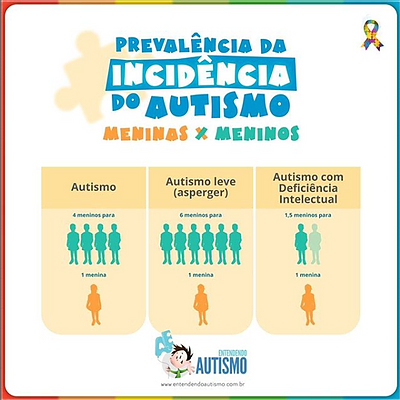 PREVALÊNCIA DA
INCIDÊNCIA
DO AUTISMO
MENINAS X MENINOS
Autismo
4 meninos para
1 menina
Autismo leve
(asperger)
6 meninos para
1 menina
Autismo com
Deficiência
Intelectual
1,5 meninos para
1 menina
ENTENDENDO
AUTISMO
www.entendendoautismo.com.br